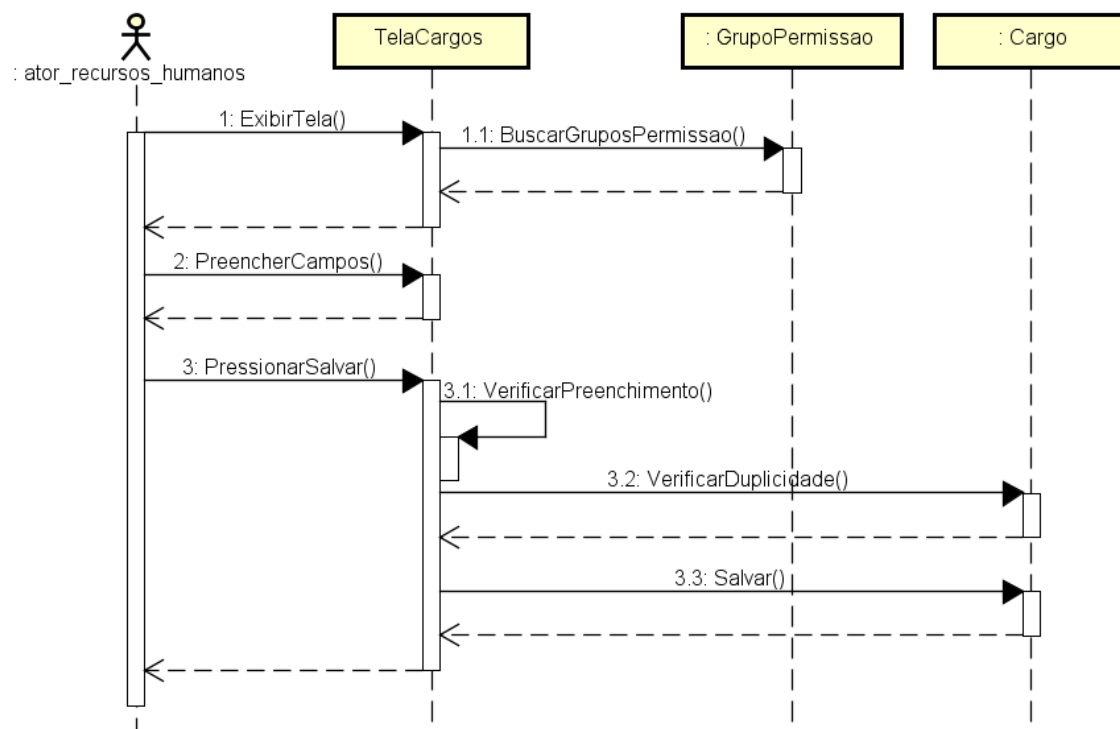 TelaCargos
: GrupoPermissao
: Cargo
: ator_recursos_humanos
1: ExibirTela()
1.1: BuscarGruposPermissao()
2: PreencherCampos()
3: PressionarSalvar()
3.1: VerificarPreenchimento()
3.2: VerificarDuplicidade()
3.3: Salvar()